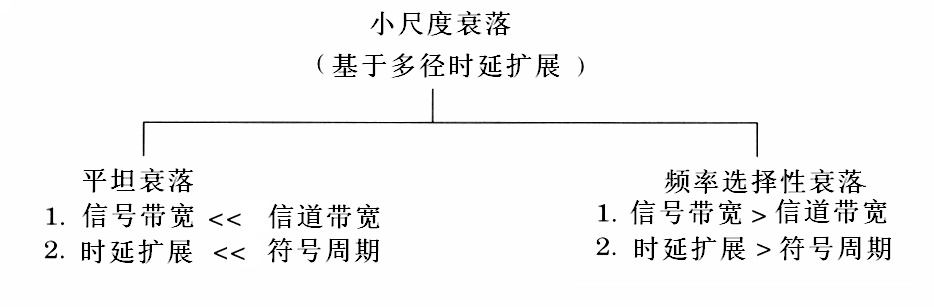 小尺度衰落
（基于多径时延扩展）
平坦衰落
1. 信号带宽 << 信道带宽
2. 时延扩展 << 符号周期
频率选择性衰落
1. 信号带宽 > 信道带宽
2. 时延扩展 > 符号周期